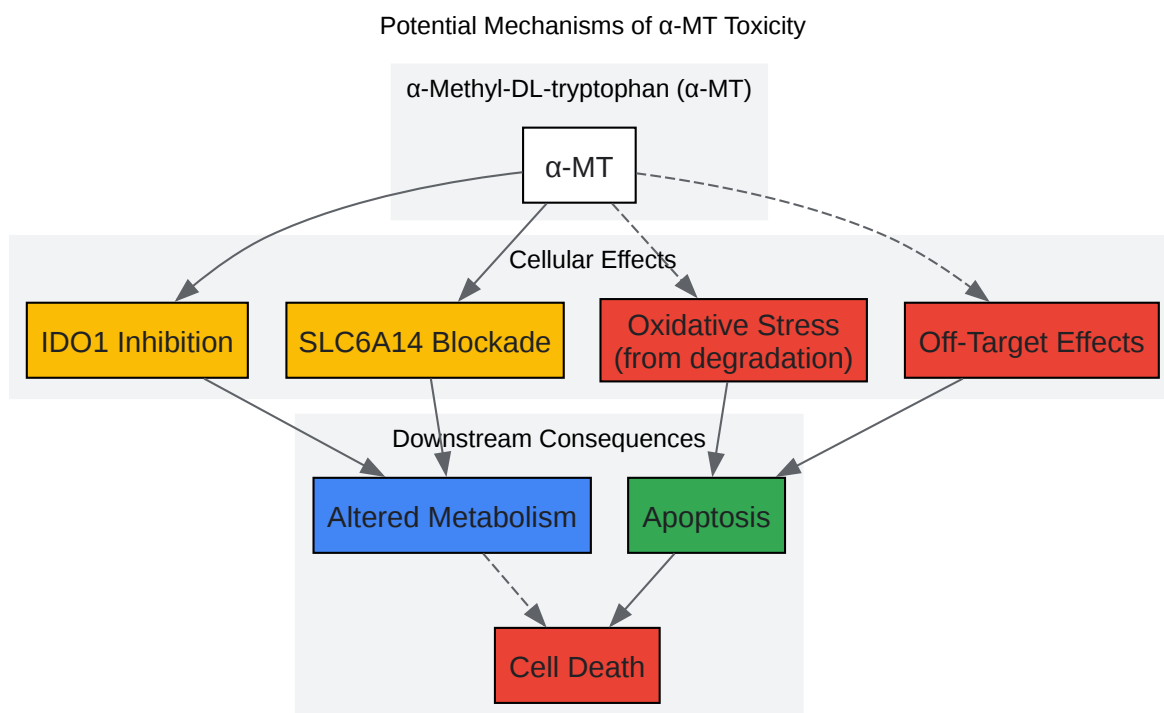 Potential Mechanisms of α-MT Toxicity
α-Methyl-DL-tryptophan (α-MT)
α-MT
Cellular Effects
IDO1 Inhibition
SLC6A14 Blockade
Oxidative Stress
(from degradation)
Off-Target Effects
Downstream Consequences
Altered Metabolism
Apoptosis
Cell Death